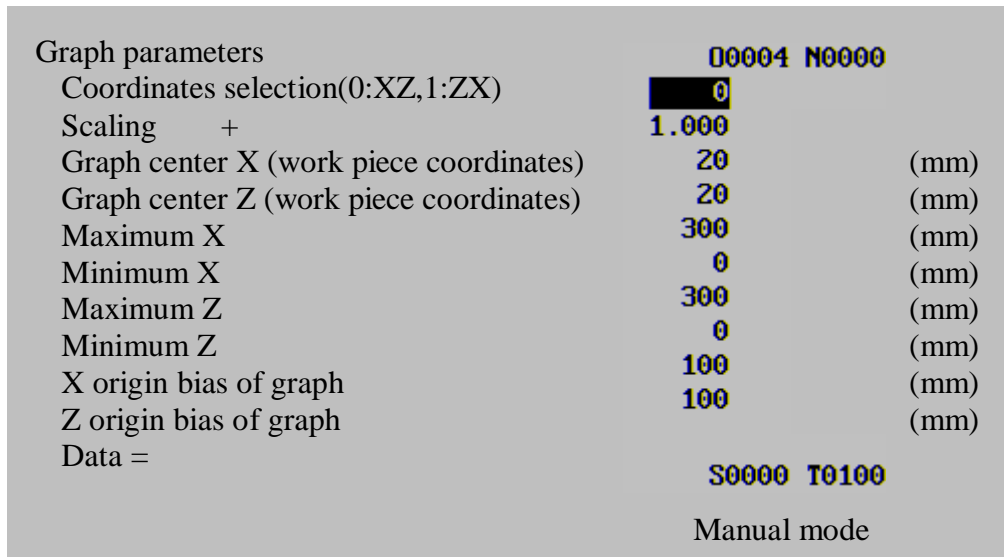 Graph parameters O0004 N0000
Coordinates selection(0:XZ,1:ZX) 0
Scaling + 1.000
Graph center X (work piece coordinates) 20 (mm)
Graph center Z (work piece coordinates) 20 (mm)
Maximum X 300 (mm)
Minimum X 0 (mm)
Maximum Z 300 (mm)
Minimum Z 0 (mm)
X origin bias of graph 100 (mm)
Z origin bias of graph 100 (mm)
Data =
S0000 T0100
Manual mode